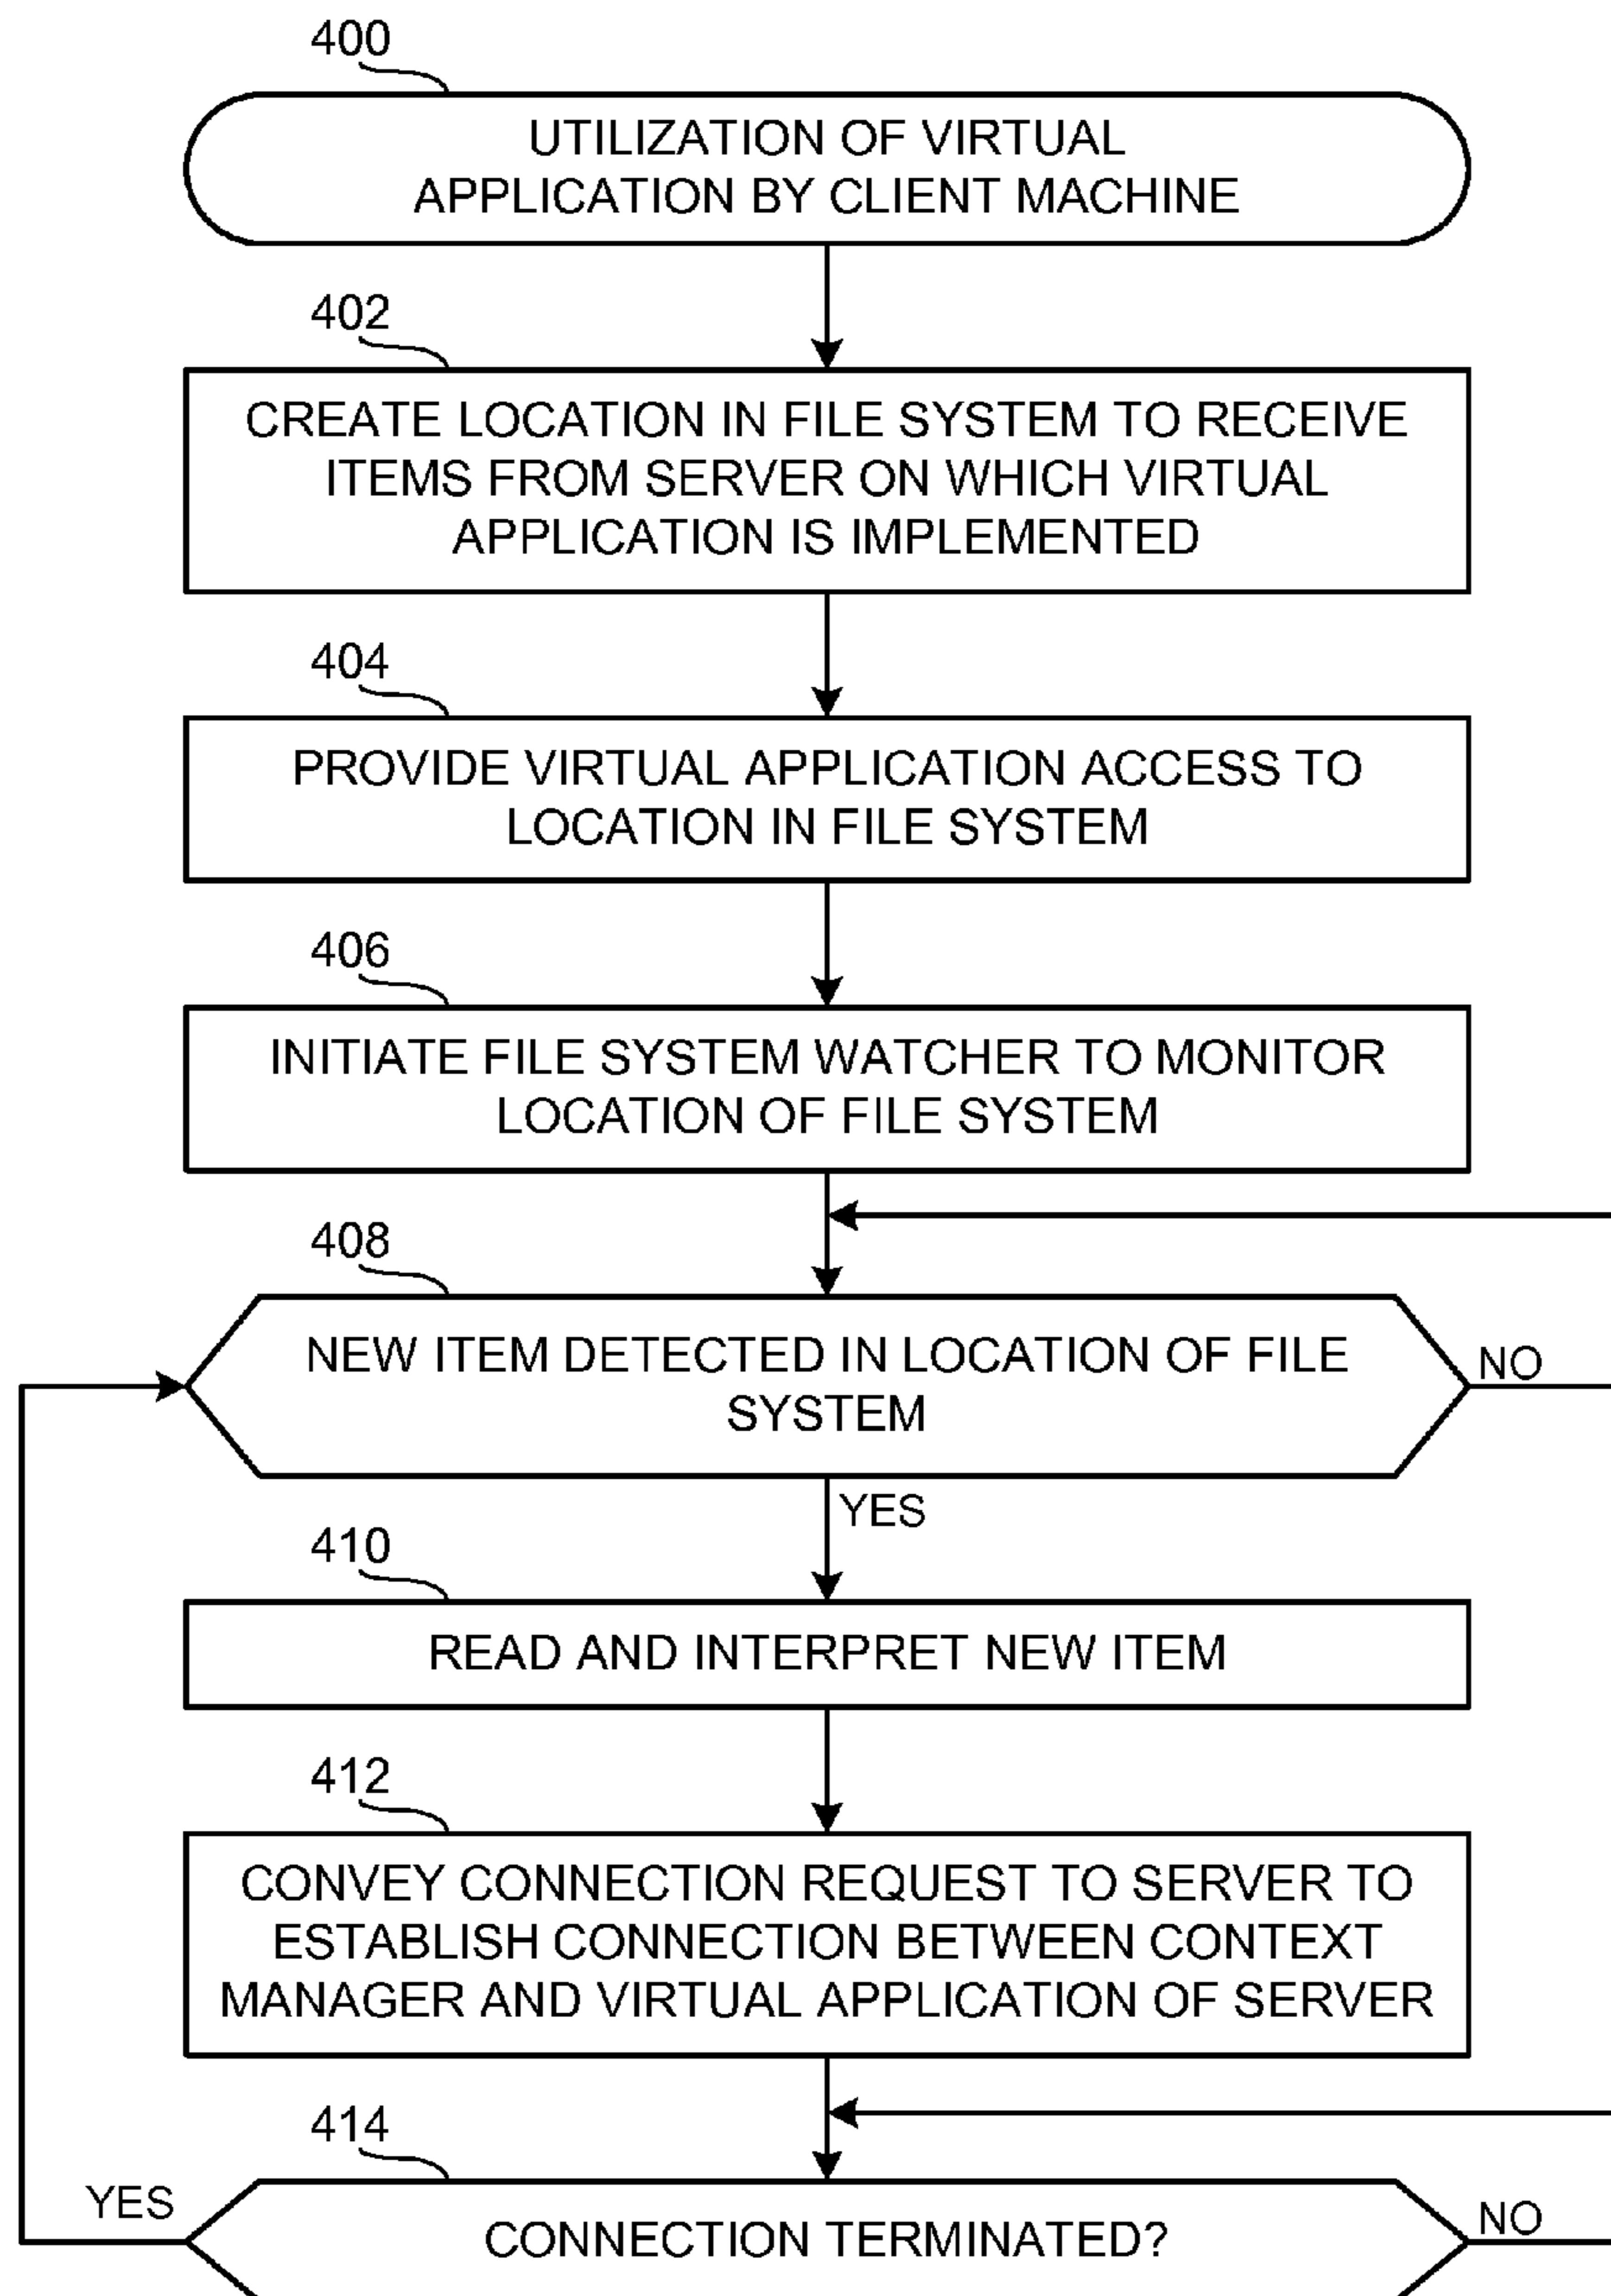 400
UTILIZATION OF VIRTUAL
APPLICATION BY CLIENT MACHINE
402
CREATE LOCATION IN FILE SYSTEM TO RECEIVE
ITEMS FROM SERVER ON WHICH VIRTUAL
APPLICATION IS IMPLEMENTED
404
PROVIDE VIRTUAL APPLICATION ACCESS TO
LOCATION IN FILE SYSTEM
406
INITIATE FILE SYSTEM WATCHER TO MONITOR
LOCATION OF FILE SYSTEM
408
NEW ITEM DETECTED IN LOCATION OF FILE
SYSTEM
NO
YES
410
READ AND INTERPRET NEW ITEM
412
CONVEY CONNECTION REQUEST TO SERVER TO
ESTABLISH CONNECTION BETWEEN CONTEXT
MANAGER AND VIRTUAL APPLICATION OF SERVER
414
YES
CONNECTION TERMINATED?
NO